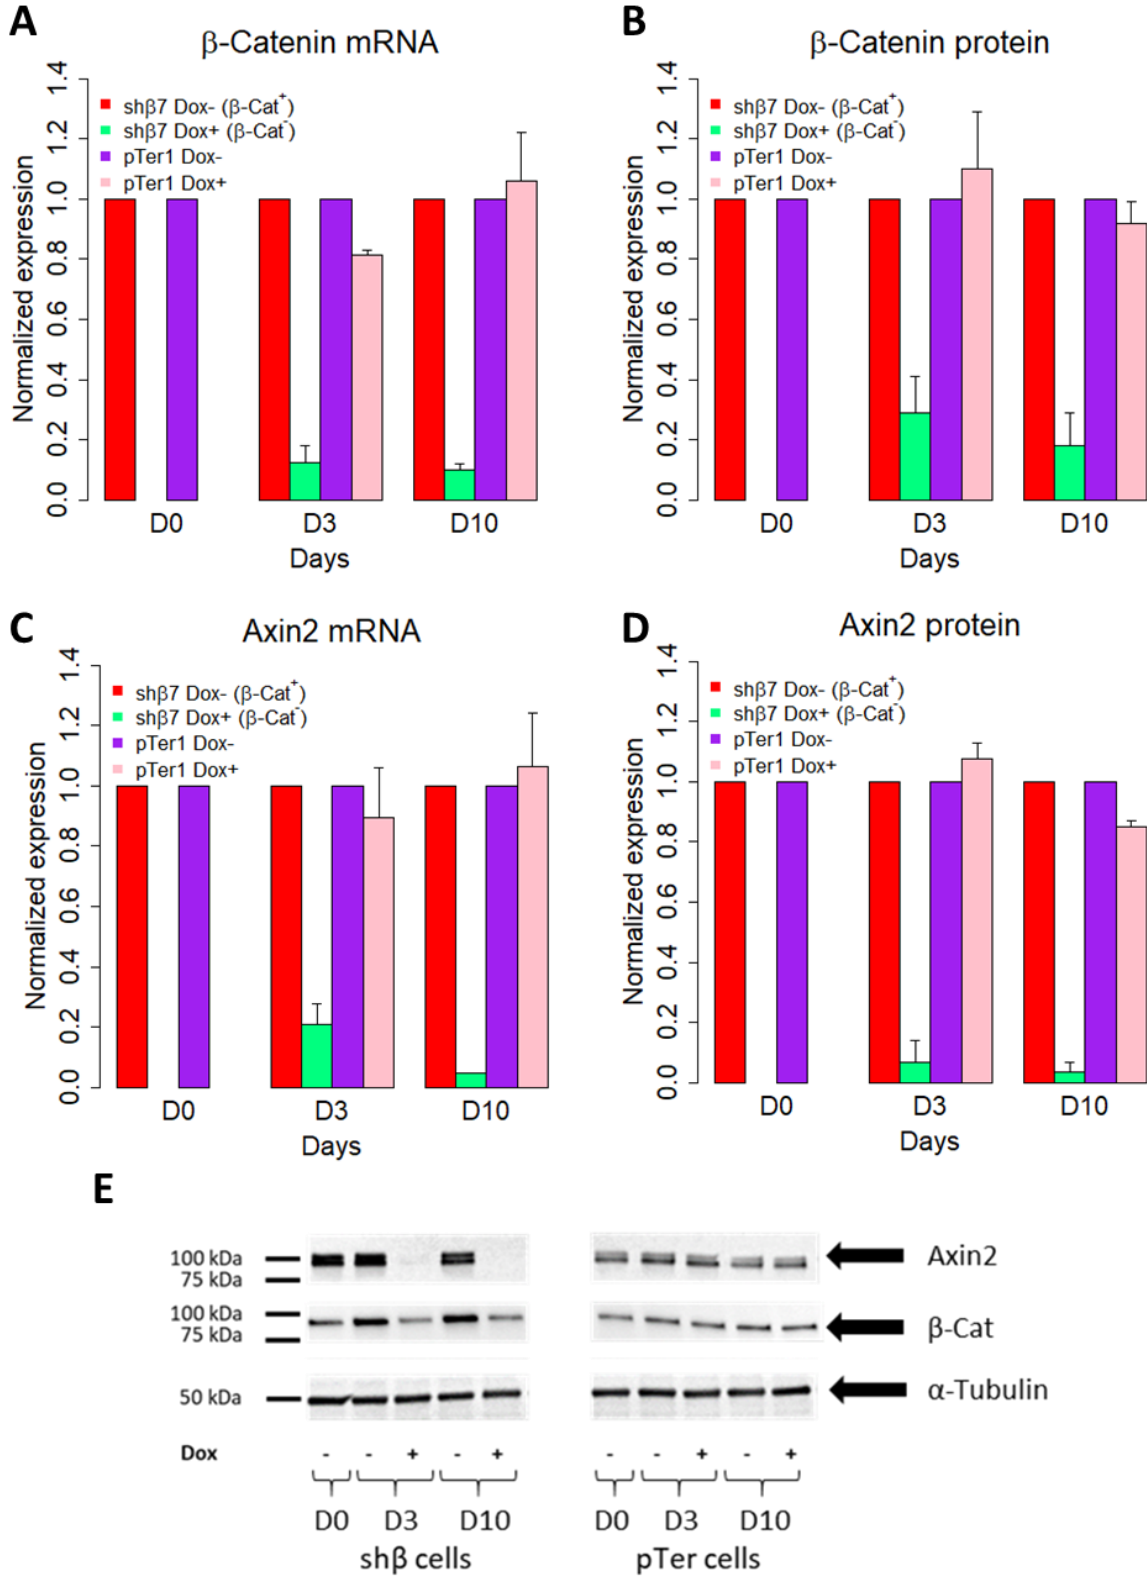 A
β-Catenin mRNA
Normalized expression
1.4
1.2
1.0
0.8
0.6
0.4
0.2
0.0
shβ7 Dox- (β-Cat⁺)
shβ7 Dox+ (β-Cat⁻)
pTer1 Dox-
pTer1 Dox+
D0 D3 D10
Days
B
β-Catenin protein
Normalized expression
1.4
1.2
1.0
0.8
0.6
0.4
0.2
0.0
shβ7 Dox- (β-Cat⁺)
shβ7 Dox+ (β-Cat⁻)
pTer1 Dox-
pTer1 Dox+
D0 D3 D10
Days
C
Axin2 mRNA
Normalized expression
1.4
1.2
1.0
0.8
0.6
0.4
0.2
0.0
shβ7 Dox- (β-Cat⁺)
shβ7 Dox+ (β-Cat⁻)
pTer1 Dox-
pTer1 Dox+
D0 D3 D10
Days
D
Axin2 protein
Normalized expression
1.4
1.2
1.0
0.8
0.6
0.4
0.2
0.0
shβ7 Dox- (β-Cat⁺)
shβ7 Dox+ (β-Cat⁻)
pTer1 Dox-
pTer1 Dox+
D0 D3 D10
Days
E
100 kDa
75 kDa
Axin2
100 kDa
75 kDa
β-Cat
50 kDa
α-Tubulin
Dox - - + - + - - + - +
D0 D3 D10 D0 D3 D10
shβ cells pTer cells